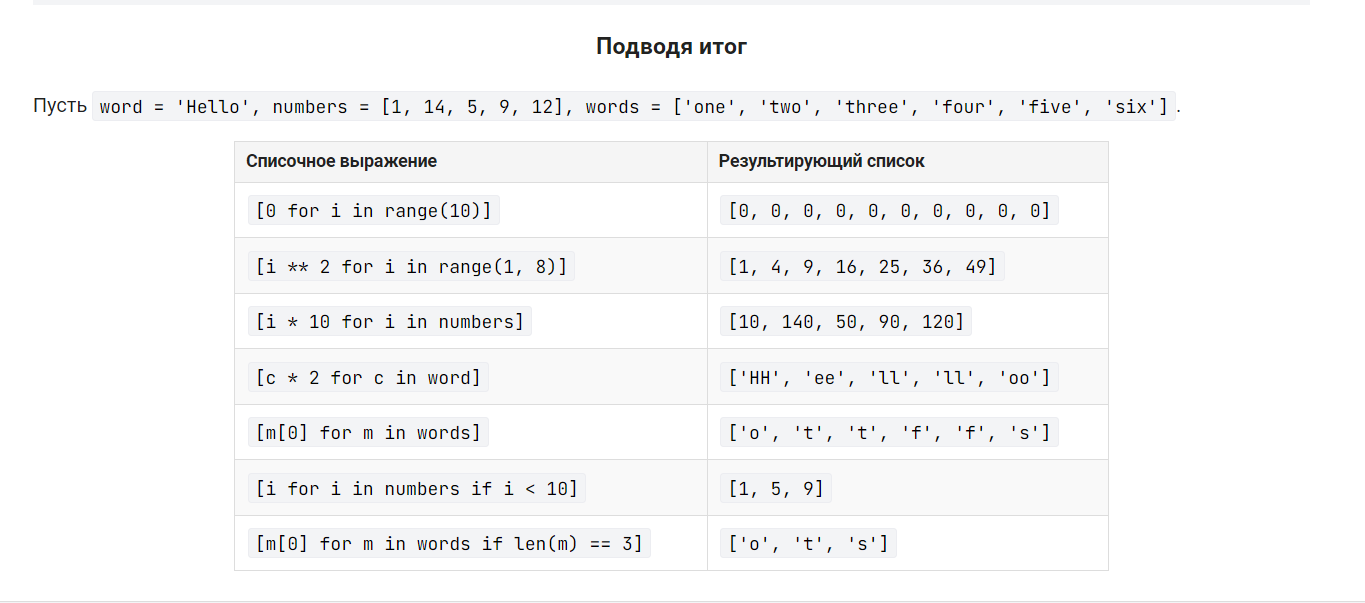 Подводя итог
Пусть word = 'Hello', numbers = [1, 14, 5, 9, 12], words = ['one', 'two', 'three', 'four', 'five', 'six'] .
Списочное выражение Результирующий список
[0 for i in range(10)] [0, 0, 0, 0, 0, 0, 0, 0, 0, 0]
[i ** 2 for i in range(1, 8)] [1, 4, 9, 16, 25, 36, 49]
[i * 10 for i in numbers] [10, 140, 50, 90, 120]
[c * 2 for c in word] ['HH', 'ee', 'll', 'll', 'oo']
[m[0] for m in words] ['o', 't', 't', 'f', 'f', 's']
[i for i in numbers if i < 10] [1, 5, 9]
[m[0] for m in words if len(m) == 3] ['o', 't', 's']